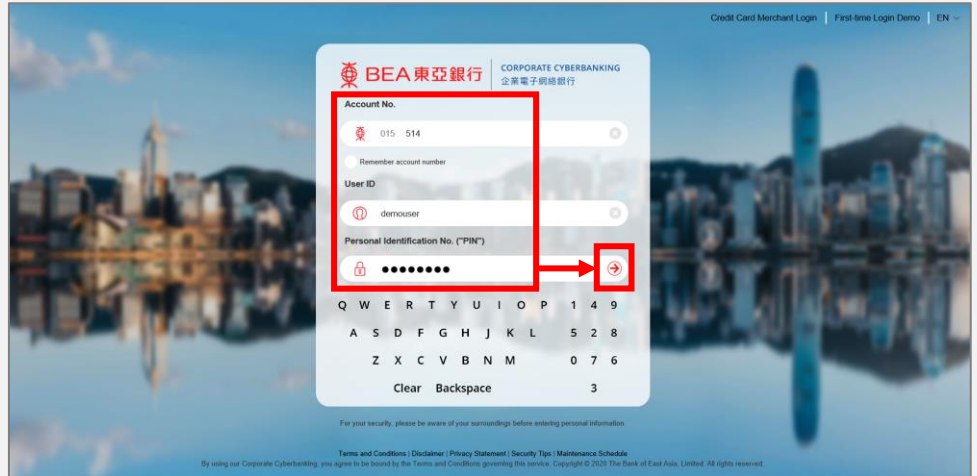 Credit Card Merchant Login | First-time Login Demo | EN
BEA東亞銀行
CORPORATE CYBERBANKING
企業電子網絡銀行
Account No.
015 514
Remember account number
User ID
demouser
Personal Identification No. ("PIN")
●●●●●●●●
Q W E R T Y U I O P 1 4 9
A S D F G H J K L 5 2 8
Z X C V B N M 0 7 6
Clear Backspace 3
For your security, please be aware of your surroundings before entering personal information.
Terms and Conditions | Disclaimer | Privacy Statement | Security Tips | Maintenance Schedule
By using our Corporate Cyberbanking, you agree to be bound by the Terms and Conditions governing this service. Copyright © 2020 The Bank of East Asia, Limited. All rights reserved.